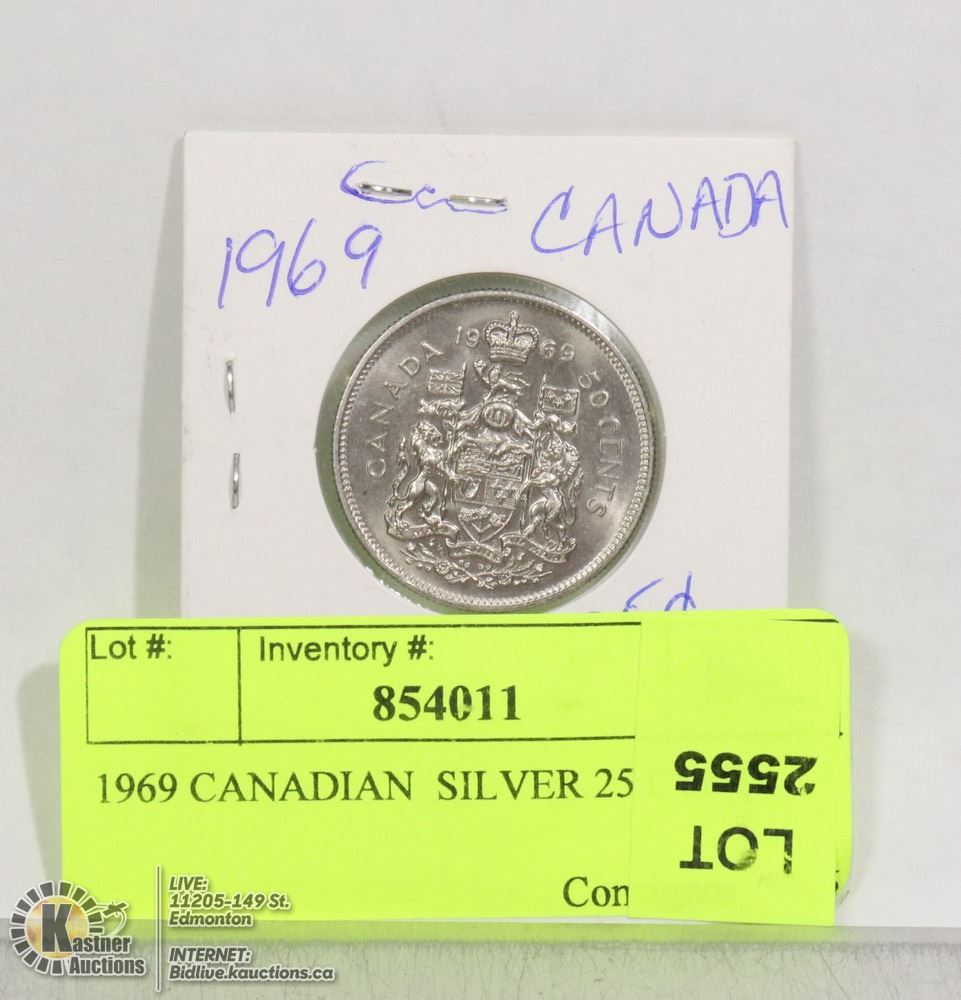 CANADA
1969
CANADA 1969 50 CENTS
5¢
Lot #: Inventory #:
854011
1969 CANADIAN SILVER 25
Con
LOT
2555
LIVE:
11205-149 St.
Edmonton
INTERNET:
Bidlive.kauctions.ca
Kastner
Auctions